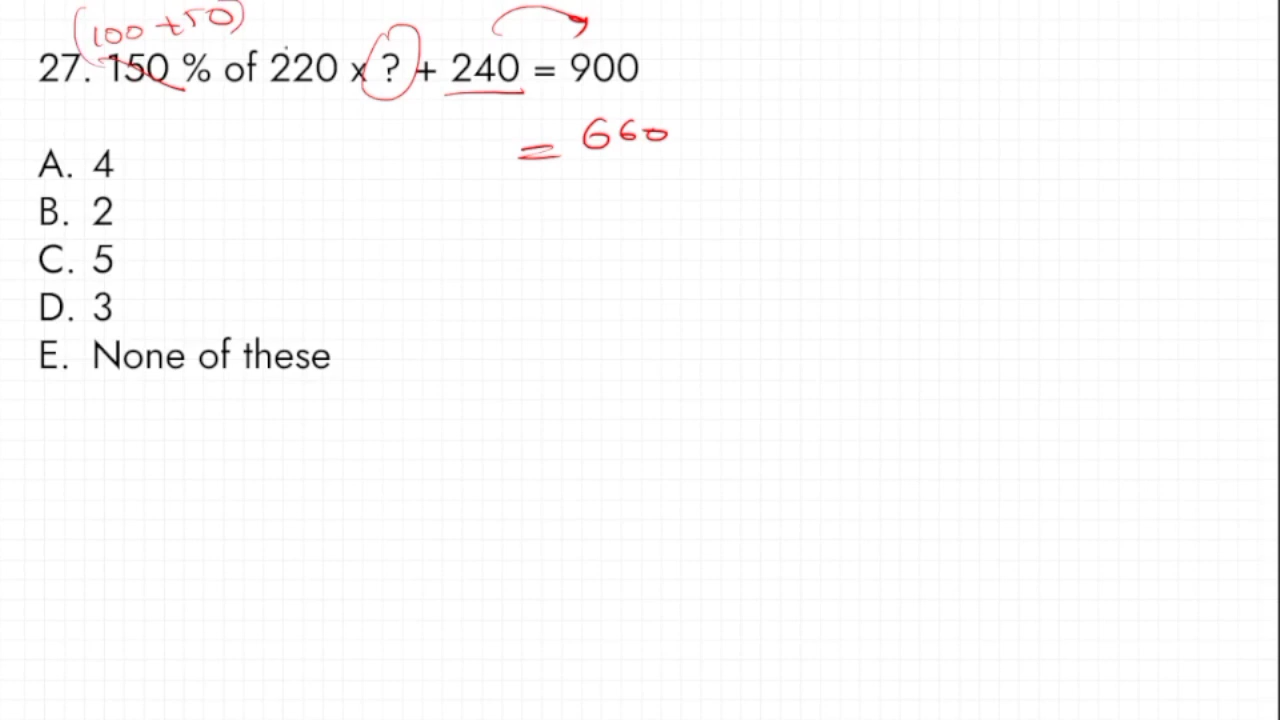 (100 + 50)
27. 150 % of 220 x ? + 240 = 900
= 660
A. 4
B. 2
C. 5
D. 3
E. None of these